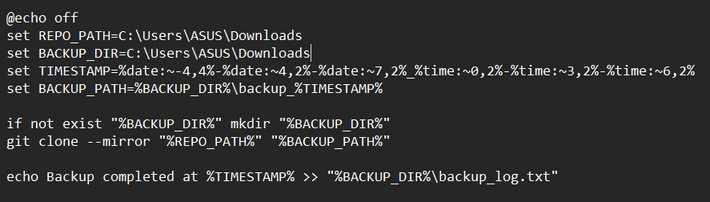 @echo off
set REPO_PATH=C:\Users\ASUS\Downloads
set BACKUP_DIR=C:\Users\ASUS\Downloads
set TIMESTAMP=%date:~-4,4%-%date:~4,2%-%date:~7,2%_%time:~0,2%-%time:~3,2%-%time:~6,2%
set BACKUP_PATH=%BACKUP_DIR%\backup_%TIMESTAMP%

if not exist "%BACKUP_DIR%" mkdir "%BACKUP_DIR%"
git clone --mirror "%REPO_PATH%" "%BACKUP_PATH%"

echo Backup completed at %TIMESTAMP% >> "%BACKUP_DIR%\backup_log.txt"